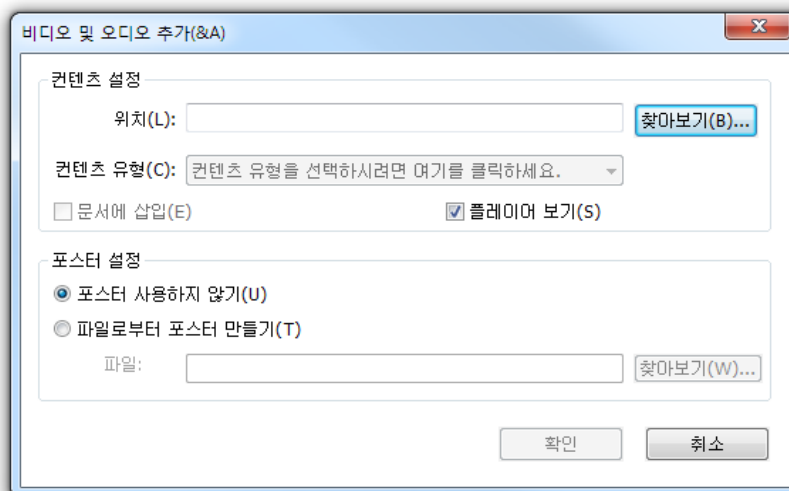 비디오 및 오디오 추가(&A)
컨텐츠 설정
위치(L):
찾아보기(B)...
컨텐츠 유형(C): 컨텐츠 유형을 선택하시려면 여기를 클릭하세요.
문서에 삽입(E) 플레이어 보기(S)
포스터 설정
포스터 사용하지 않기(U)
파일로부터 포스터 만들기(T)
파일: 찾아보기(W)...
확인 취소